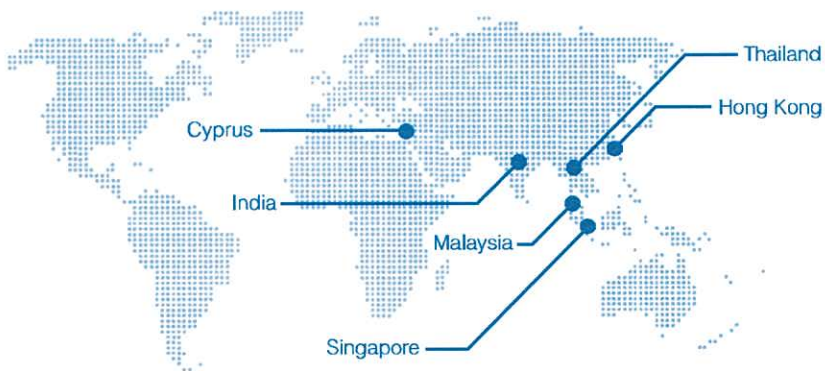 Thailand
Hong Kong
Cyprus
India
Malaysia
Singapore